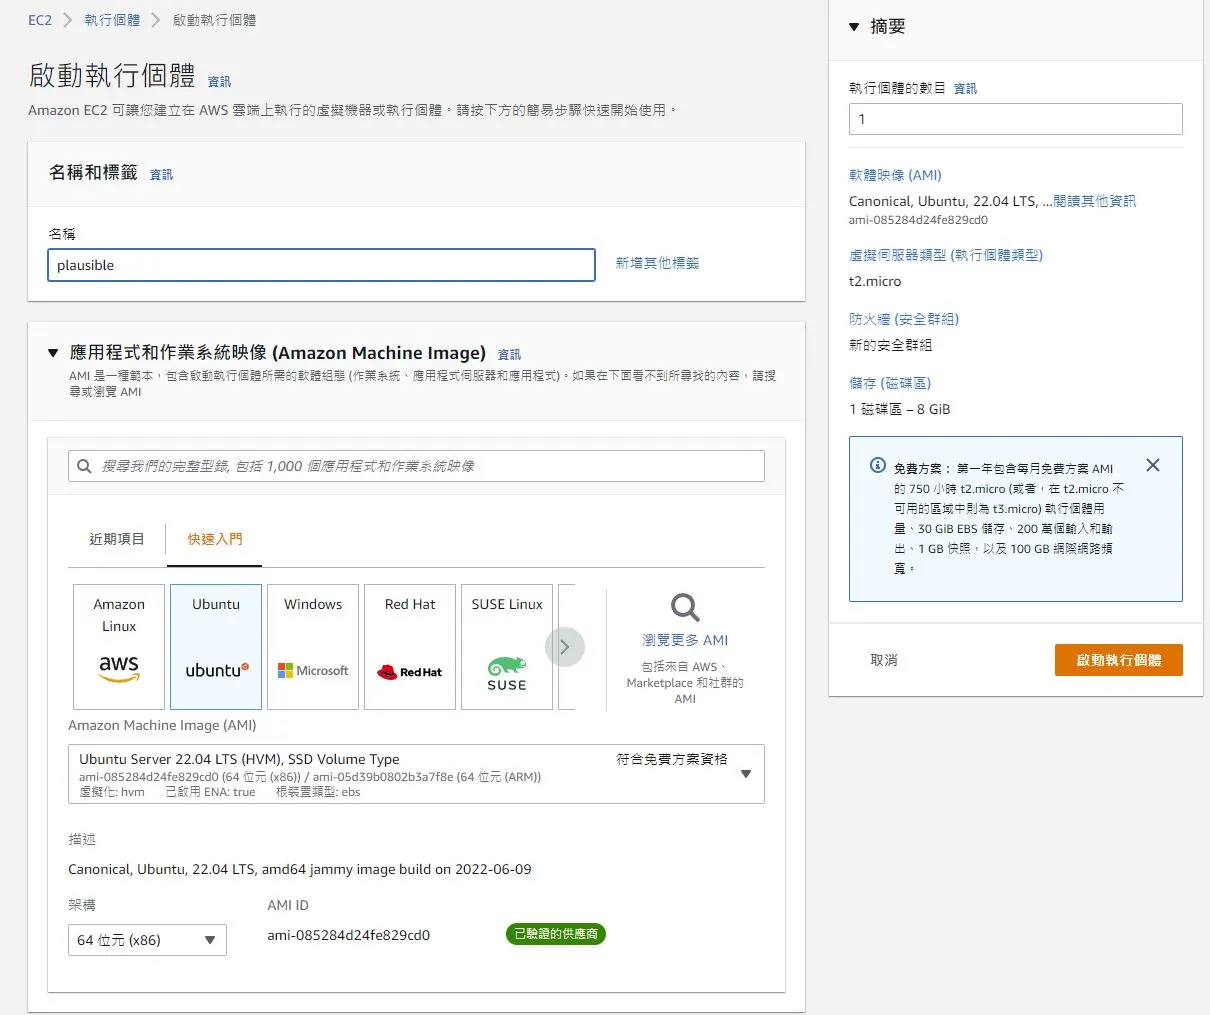 EC2 > 執行個體 > 啟動執行個體
啟動執行個體 資訊
Amazon EC2 可讓您建立在 AWS 雲端上執行的虛擬機器或執行個體。請按下方的簡易步驟快速開始使用。
名稱和標籤 資訊
名稱
plausible
新增其他標籤
應用程式和作業系統映像 (Amazon Machine Image) 資訊
AMI 是一種範本，包含啟動執行個體所需的軟體組態 (作業系統、應用程式伺服器和應用程式)。如果在下面看不到所尋找的內容，請搜
尋或瀏覽 AMI
搜尋我們的完整型錄, 包括 1,000 個應用程式和作業系統映像
近期項目
快速入門
Amazon
Linux
aws
Ubuntu
ubuntu
Windows
Microsoft
Red Hat
Red Hat
SUSE Linux
SUSE
瀏覽更多 AMI
包括來自 AWS、
Marketplace 和社群的
AMI
Amazon Machine Image (AMI)
Ubuntu Server 22.04 LTS (HVM), SSD Volume Type
符合免費方案資格
ami-085284d24fe829cd0 (64 位元 (x86)) / ami-05d39b0802b3a7f8e (64 位元 (ARM))
虛擬化: hvm 已啟用 ENA: true 根裝置類型: ebs
描述
Canonical, Ubuntu, 22.04 LTS, amd64 jammy image build on 2022-06-09
架構
64 位元 (x86)
AMI ID
ami-085284d24fe829cd0
已驗證的供應商
摘要
執行個體的數目 資訊
1
軟體映像 (AMI)
Canonical, Ubuntu, 22.04 LTS, ...閱讀其他資訊
ami-085284d24fe829cd0
虛擬伺服器類型 (執行個體類型)
t2.micro
防火牆 (安全群組)
新的安全群組
儲存 (磁碟區)
1 磁碟區 – 8 GiB
免費方案： 第一年包含每月免費方案 AMI
的 750 小時 t2.micro (或者，在 t2.micro 不
可用的區域中則為 t3.micro) 執行個體用
量、30 GiB EBS 儲存、200 萬個輸入和輸
出、1 GB 快照，以及 100 GB 網際網路頻
寬。
取消
啟動執行個體